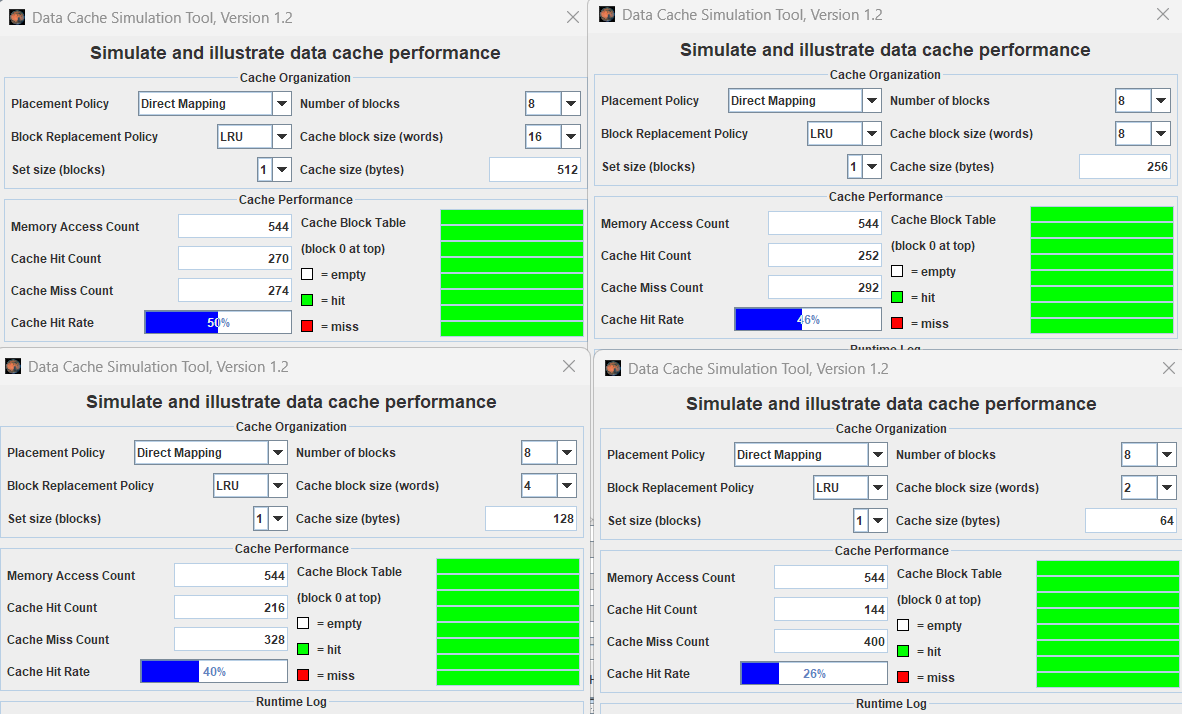 Data Cache Simulation Tool, Version 1.2
Simulate and illustrate data cache performance
Cache Organization
Placement Policy Direct Mapping Number of blocks 8
Block Replacement Policy LRU Cache block size (words) 16
Set size (blocks) 1 Cache size (bytes) 512
Cache Performance
Memory Access Count 544 Cache Block Table
(block 0 at top)
Cache Hit Count 270
= empty
Cache Miss Count 274
= hit
Cache Hit Rate 50%
= miss
Data Cache Simulation Tool, Version 1.2
Simulate and illustrate data cache performance
Cache Organization
Placement Policy Direct Mapping Number of blocks 8
Block Replacement Policy LRU Cache block size (words) 8
Set size (blocks) 1 Cache size (bytes) 256
Cache Performance
Memory Access Count 544 Cache Block Table
(block 0 at top)
Cache Hit Count 252
= empty
Cache Miss Count 292
= hit
Cache Hit Rate 46%
= miss
Runtime Log
Data Cache Simulation Tool, Version 1.2
Simulate and illustrate data cache performance
Cache Organization
Placement Policy Direct Mapping Number of blocks 8
Block Replacement Policy LRU Cache block size (words) 4
Set size (blocks) 1 Cache size (bytes) 128
Cache Performance
Memory Access Count 544 Cache Block Table
(block 0 at top)
Cache Hit Count 216
= empty
Cache Miss Count 328
= hit
Cache Hit Rate 40%
= miss
Runtime Log
Data Cache Simulation Tool, Version 1.2
Simulate and illustrate data cache performance
Cache Organization
Placement Policy Direct Mapping Number of blocks 8
Block Replacement Policy LRU Cache block size (words) 2
Set size (blocks) 1 Cache size (bytes) 64
Cache Performance
Memory Access Count 544 Cache Block Table
(block 0 at top)
Cache Hit Count 144
= empty
Cache Miss Count 400
= hit
Cache Hit Rate 26%
= miss
Runtime Log